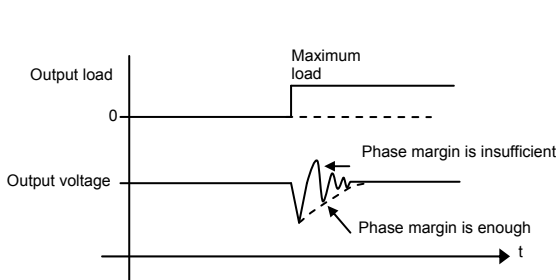 Maximum
load
Output load
0
Phase margin is insufficient
Output voltage
Phase margin is enough
t